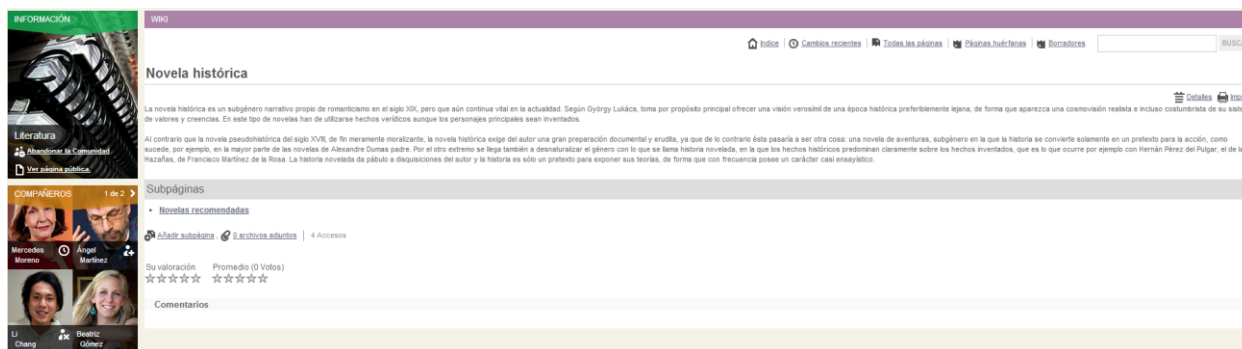 INFORMACIÓN
Literatura
Abandonar la Comunidad
Ver página pública.
COMPAÑEROS 1 de 2
Mercedes Moreno
Ángel Martínez
Li Chang
Beatriz Gómez
WIKI
Indice | Cambios recientes | Todas las páginas | Páginas huérfanas | Borradores
Novela histórica
Detalles
La novela histórica es un subgénero narrativo propio de romanticismo en el siglo XIX, pero que aún continua vital en la actualidad. Según György Lukács, toma por propósito principal ofrecer una visión verosímil de una época histórica preferiblemente lejana, de forma que aparezca una cosmovisión realista e incluso costumbrista de su
de valores y creencias. En este tipo de novelas han de utilizarse hechos verídicos aunque los personajes principales sean inventados.
Al contrario que la novela pseudohistórica del siglo XVIII, de fin meramente moralizante, la novela histórica exige del autor una gran preparación documental y erudita, ya que de lo contrario ésta pasaría a ser otra cosa: una novela de aventuras, subgénero en la que la historia se convierte solamente en un pretexto para la acción, como
sucede, por ejemplo, en la mayor parte de las novelas de Alexandre Dumas padre. Por el otro extremo se llega también a desnaturalizar el género con lo que se llama historia novelada, en la que los hechos históricos predominan claramente sobre los hechos inventados, que es lo que ocurre por ejemplo con Hernán Pérez del Pulgar, el de
Hazañas, de Francisco Martínez de la Rosa. La historia novelada da pábulo a disquisiciones del autor y la historia es sólo un pretexto para exponer sus teorías, de forma que con frecuencia posee un carácter casi ensayístico.
Subpáginas
Novelas recomendadas
Añadir subpágina , 0 archivos adjuntos | 4 Accesos
Su valoración Promedio (0 Votos)
Comentarios